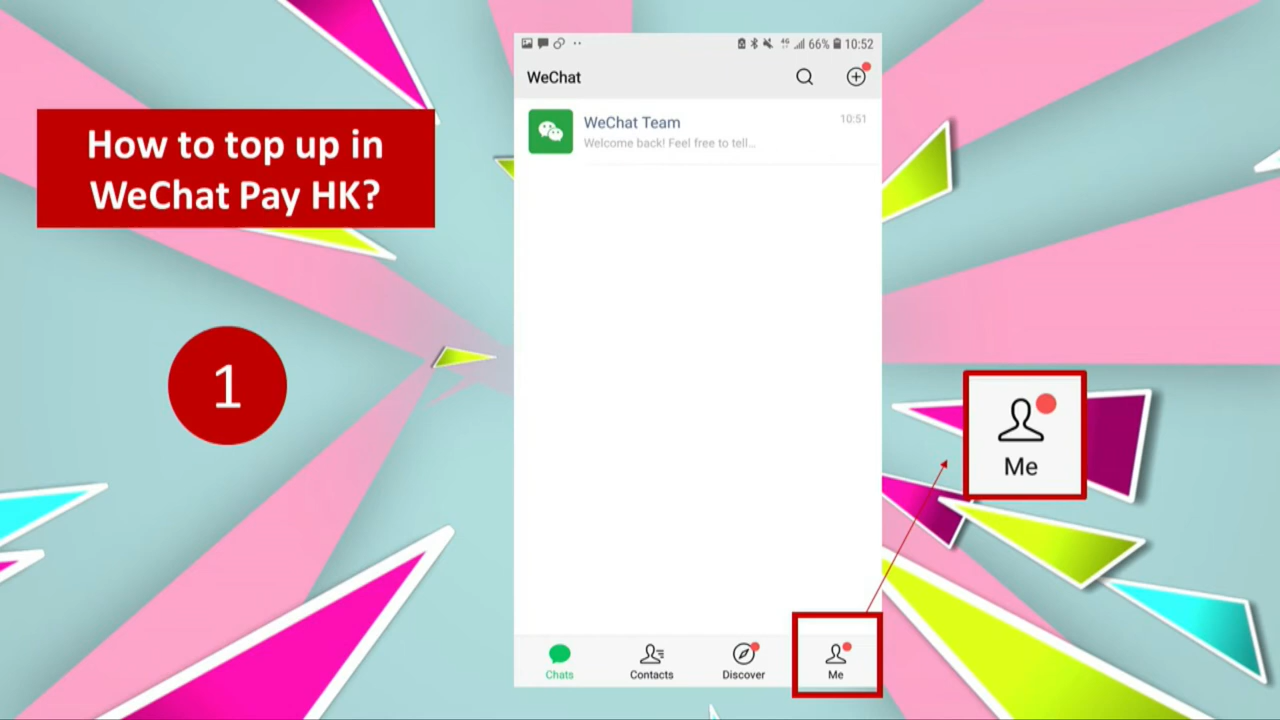 How to top up in
WeChat Pay HK?
1
4G 66% 10:52
WeChat
WeChat Team
10:51
Welcome back! Feel free to tell...
Me
Chats
Contacts
Discover
Me